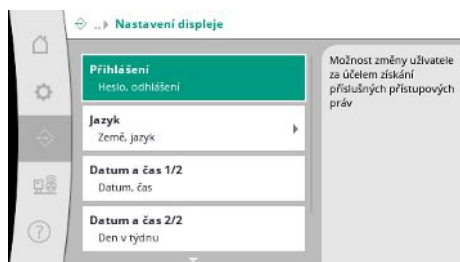 ..▸ Nastavení displeje
Přihlášení
Heslo, odhlášení
Jazyk
Země, jazyk
Datum a čas 1/2
Datum, čas
Datum a čas 2/2
Den v týdnu
Možnost změny uživatele
za účelem získání
příslušných přístupových
práv
?